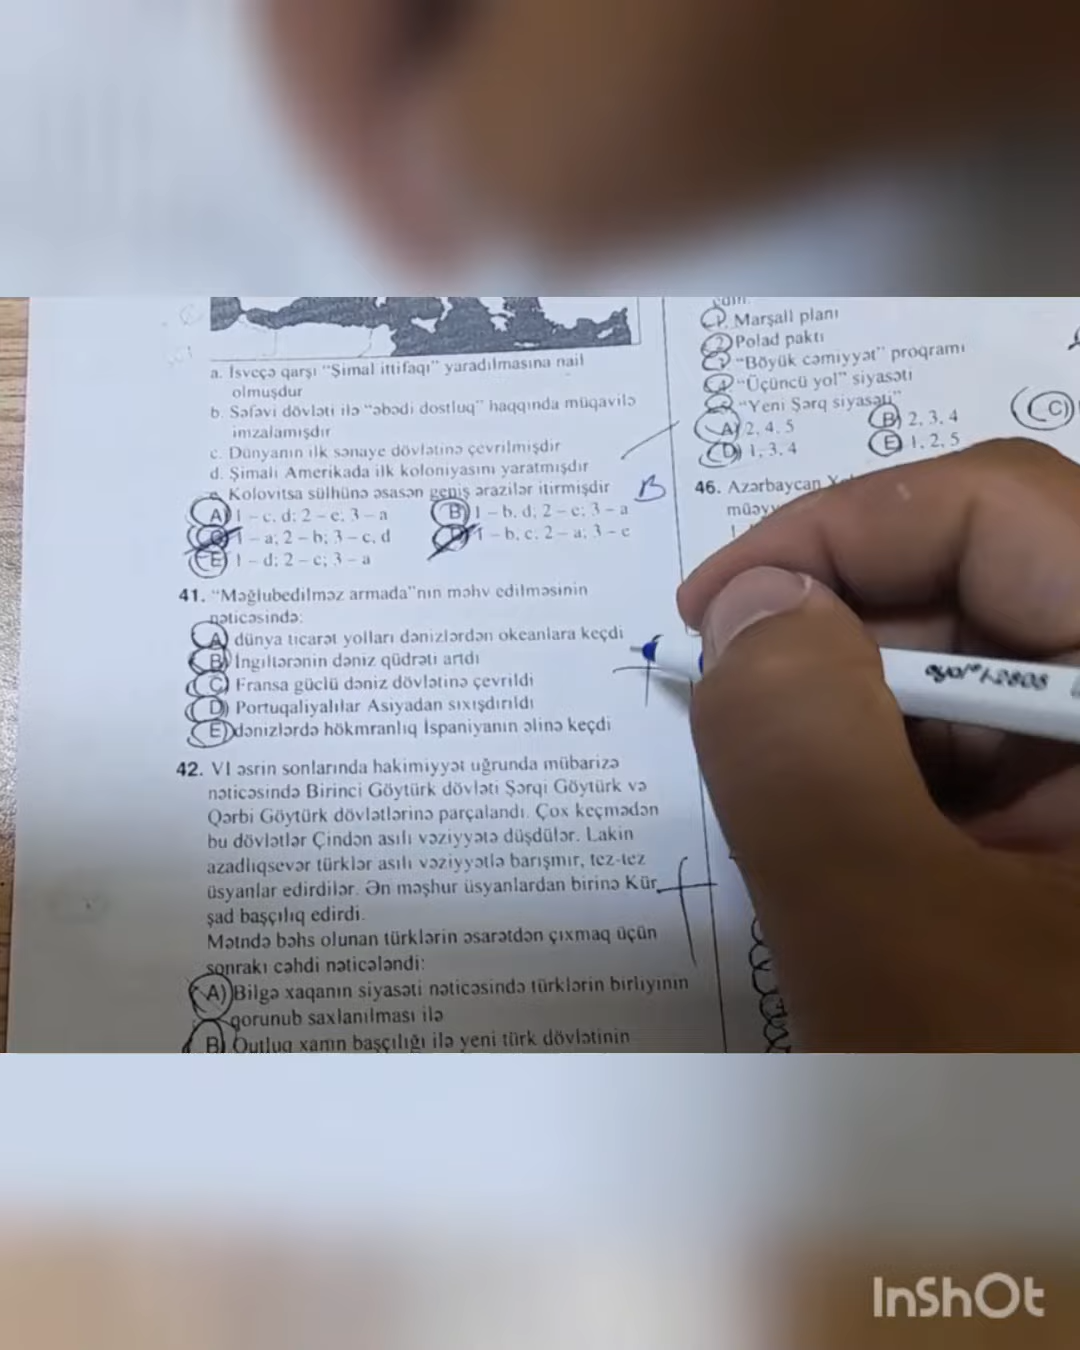 a. İsveçə qarşı "Şimal ittifaqı" yaradılmasına nail
olmuşdur
b. Səfəvi dövləti ilə "əbədi dostluq" haqqında müqavilə
imzalamışdır
c. Dünyanın ilk sənaye dövlətinə çevrilmişdir
d. Şimali Amerikada ilk koloniyasını yaratmışdır
e. Kolovitsa sülhünə əsasən geniş ərazilər itirmişdir
B
A) 1 – c, d; 2 – e; 3 – a
B) 1 – b, d; 2 – e; 3 – a
1 – a; 2 – b; 3 – c, d
1 – b, c; 2 – a; 3 – e
E) 1 – d; 2 – c; 3 – a
41. "Məğlubedilməz armada"nın məhv edilməsinin
nəticəsində:
A) dünya ticarət yolları dənizlərdən okeanlara keçdi
B) İngiltərənin dəniz qüdrəti artdı
C) Fransa güclü dəniz dövlətinə çevrildi
D) Portuqaliyalılar Asiyadan sıxışdırıldı
E) dənizlərdə hökmranlıq İspaniyanın əlinə keçdi
42. VI əsrin sonlarında hakimiyyət uğrunda mübarizə
nəticəsində Birinci Göytürk dövləti Şərqi Göytürk və
Qərbi Göytürk dövlətlərinə parçalandı. Çox keçmədən
bu dövlətlər Çindən asılı vəziyyətə düşdülər. Lakin
azadlıqsevər türklər asılı vəziyyətlə barışmır, tez-tez
üsyanlar edirdilər. Ən məşhur üsyanlardan birinə Kür
şad başçılıq edirdi.
Mətndə bəhs olunan türklərin əsarətdən çıxmaq üçün
sonrakı cəhdi nəticələndi:
A) Bilgə xaqanın siyasəti nəticəsində türklərin birliyinin
qorunub saxlanılması ilə
B) Qutluq xanın başçılığı ilə yeni türk dövlətinin
1. Marşall planı
2. Polad paktı
3. "Böyük cəmiyyət" proqramı
4. "Üçüncü yol" siyasəti
"Yeni Şərq siyasəti"
A) 2, 4, 5
B) 2, 3, 4
C)
D) 1, 3, 4
E) 1, 2, 5
46. Azərbaycan
InShOt